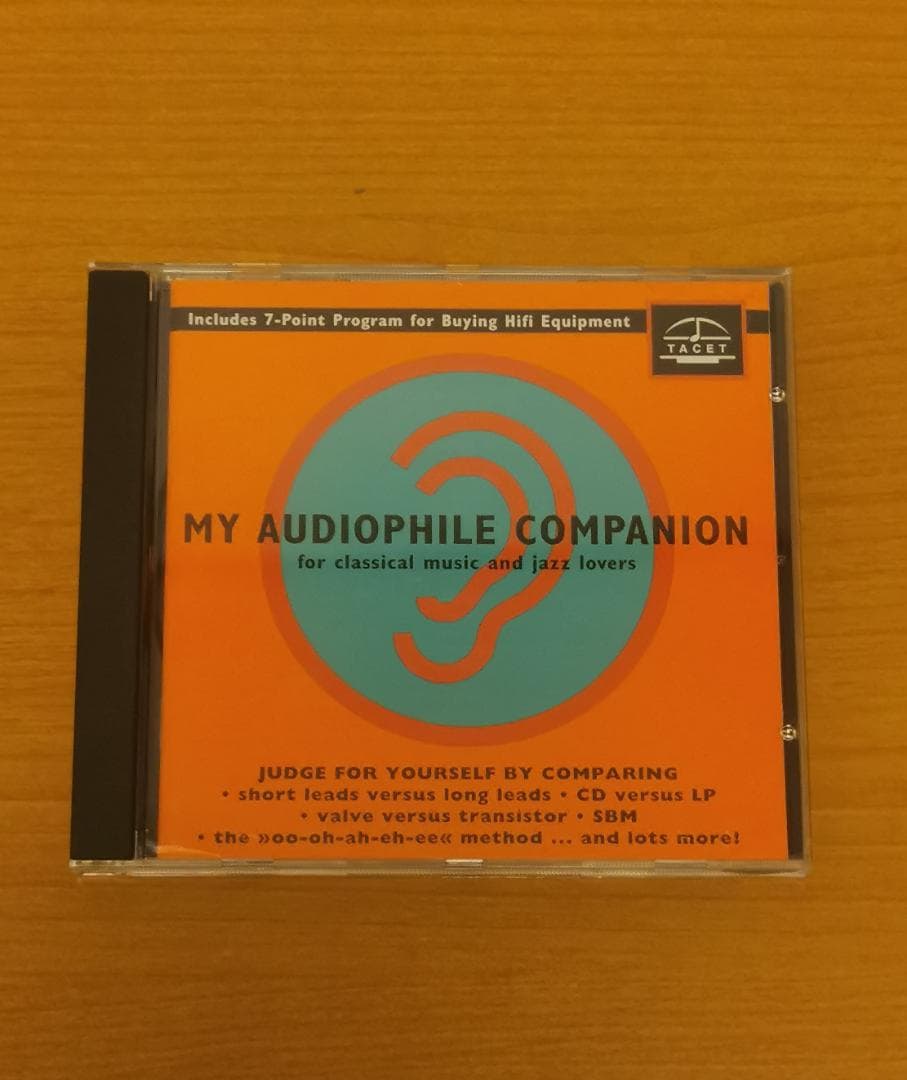 Includes 7-Point Program for Buying Hifi Equipment
TACET
MY AUDIOPHILE COMPANION
for classical music and jazz lovers
JUDGE FOR YOURSELF BY COMPARING
• short leads versus long leads • CD versus LP
• valve versus transistor • SBM
• the »oo-oh-ah-eh-ee« method ... and lots more!